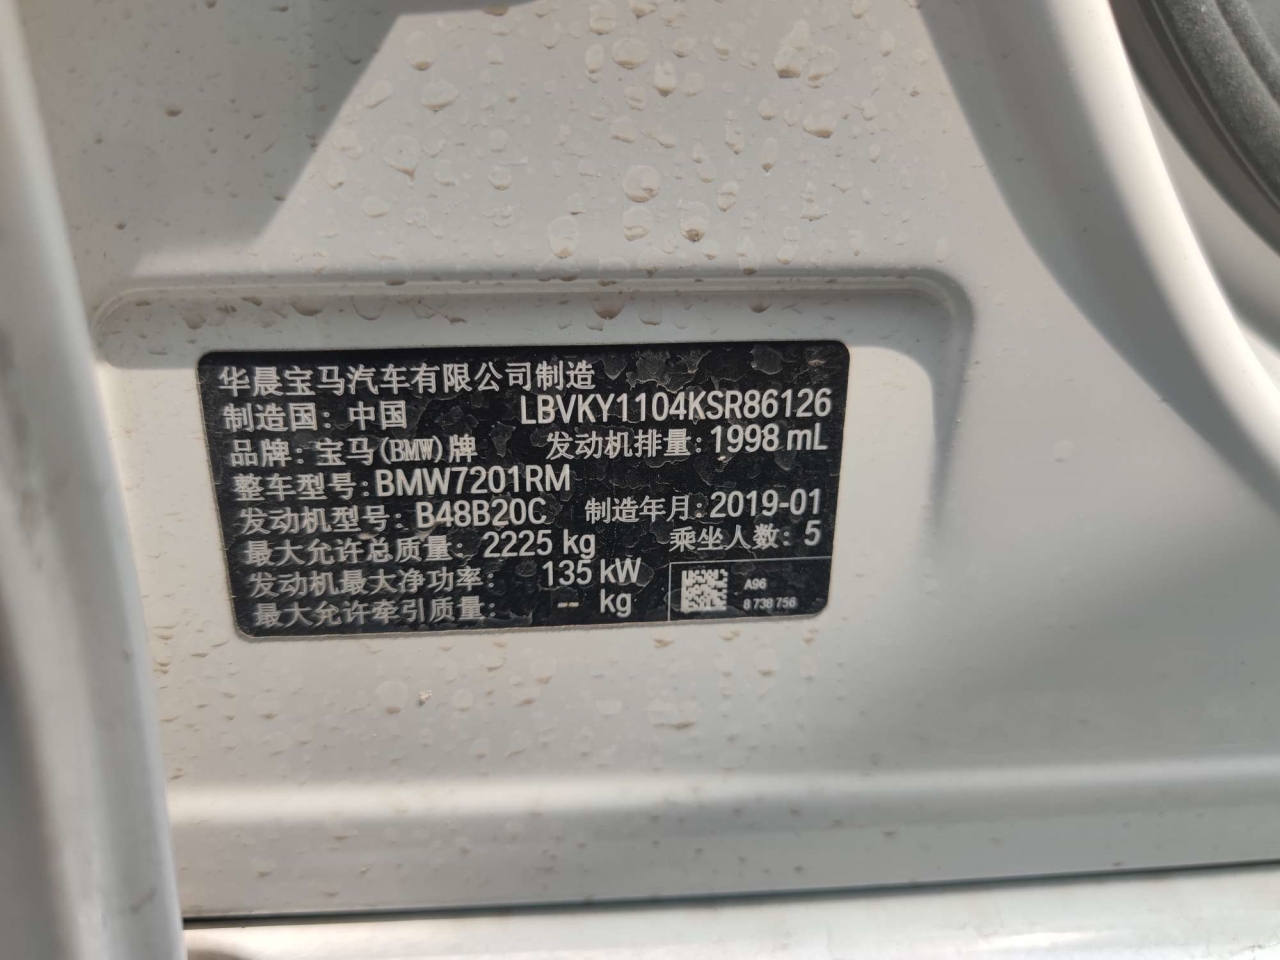 华晨宝马汽车有限公司制造
制造国：中国 LBVKY1104KSR86126
品牌：宝马(BMW)牌 发动机排量：1998 mL
整车型号：BMW7201RM
发动机型号：B48B20C 制造年月：2019-01
最大允许总质量：2225 kg 乘坐人数：5
发动机最大净功率：135 kW
最大允许牵引质量：-- kg
A96
8 738 756